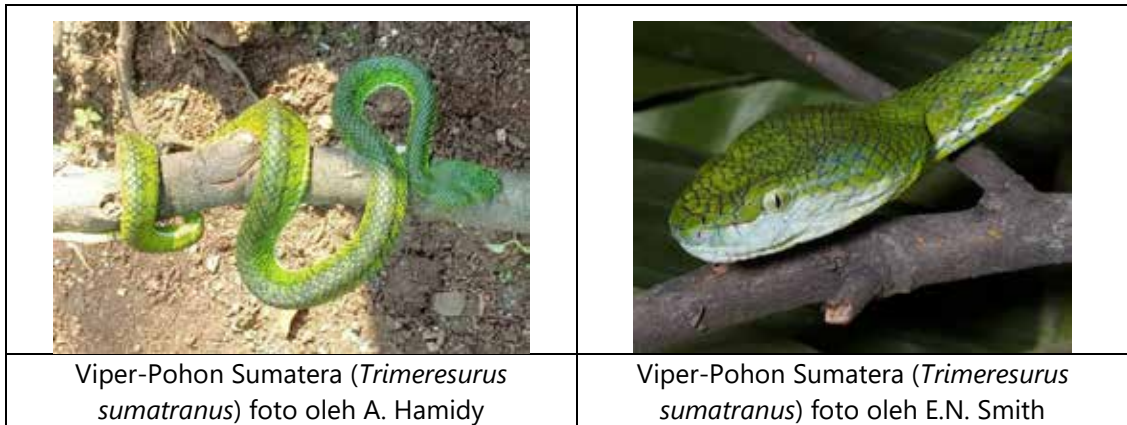 Viper-Pohon Sumatera (Trimeresurus
sumatranus) foto oleh A. Hamidy
Viper-Pohon Sumatera (Trimeresurus
sumatranus) foto oleh E.N. Smith